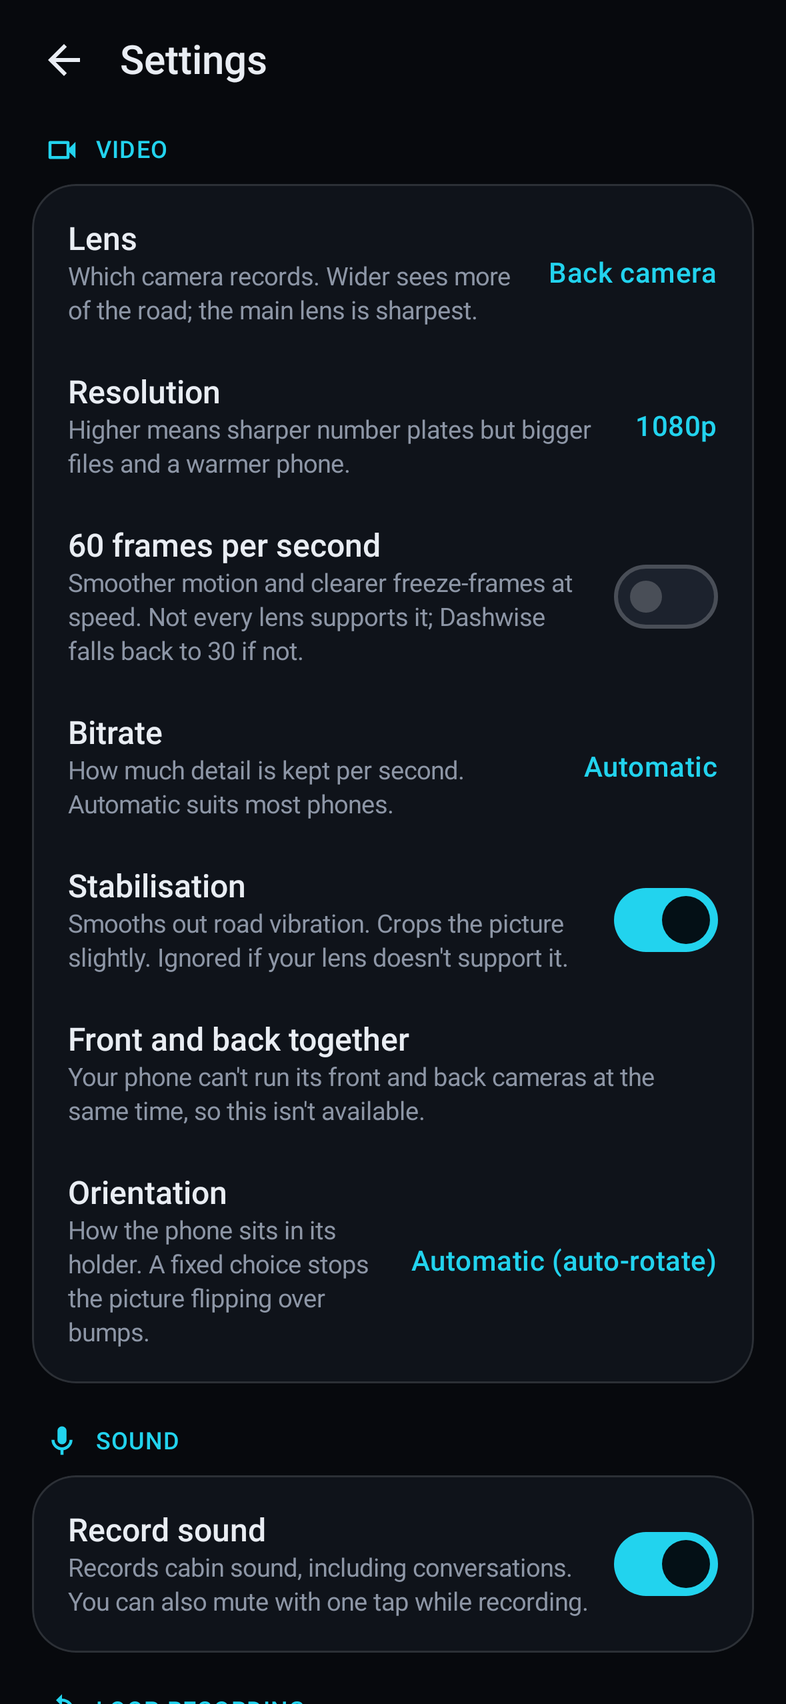 Settings
VIDEO
Lens
Which camera records. Wider sees more
of the road; the main lens is sharpest.
Back camera
Resolution
Higher means sharper number plates but bigger
files and a warmer phone.
1080p
60 frames per second
Smoother motion and clearer freeze-frames at
speed. Not every lens supports it; Dashwise
falls back to 30 if not.
Bitrate
How much detail is kept per second.
Automatic suits most phones.
Automatic
Stabilisation
Smooths out road vibration. Crops the picture
slightly. Ignored if your lens doesn't support it.
Front and back together
Your phone can't run its front and back cameras at the
same time, so this isn't available.
Orientation
How the phone sits in its
holder. A fixed choice stops
the picture flipping over
bumps.
Automatic (auto-rotate)
SOUND
Record sound
Records cabin sound, including conversations.
You can also mute with one tap while recording.